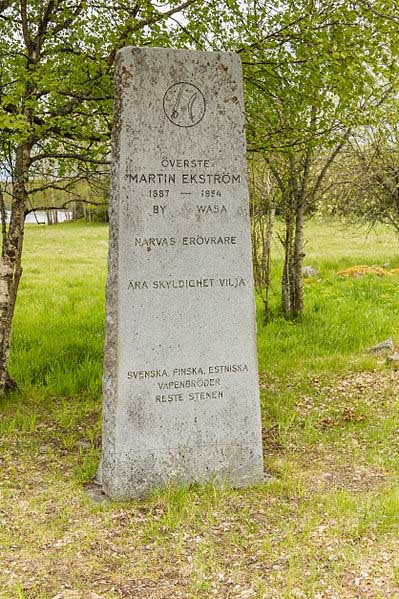 ÖVERSTE
MARTIN EKSTRÖM
1887 — 1954
BY WASA
NARVAS ERÖVRARE
ÄRA SKYLDIGHET VILJA
SVENSKA, FINSKA, ESTNISKA
VAPENBRÖDER
RESTE STENEN